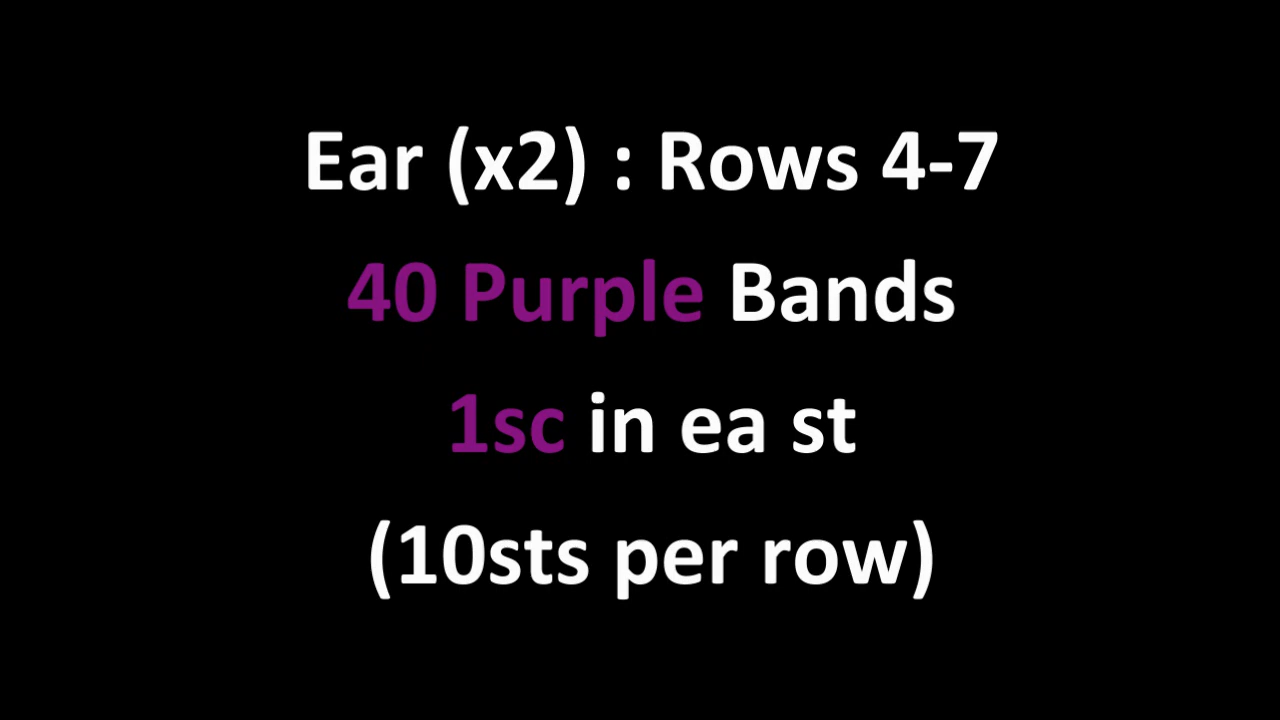 Ear (x2) : Rows 4-7
40 Purple Bands
1sc in ea st
(10sts per row)